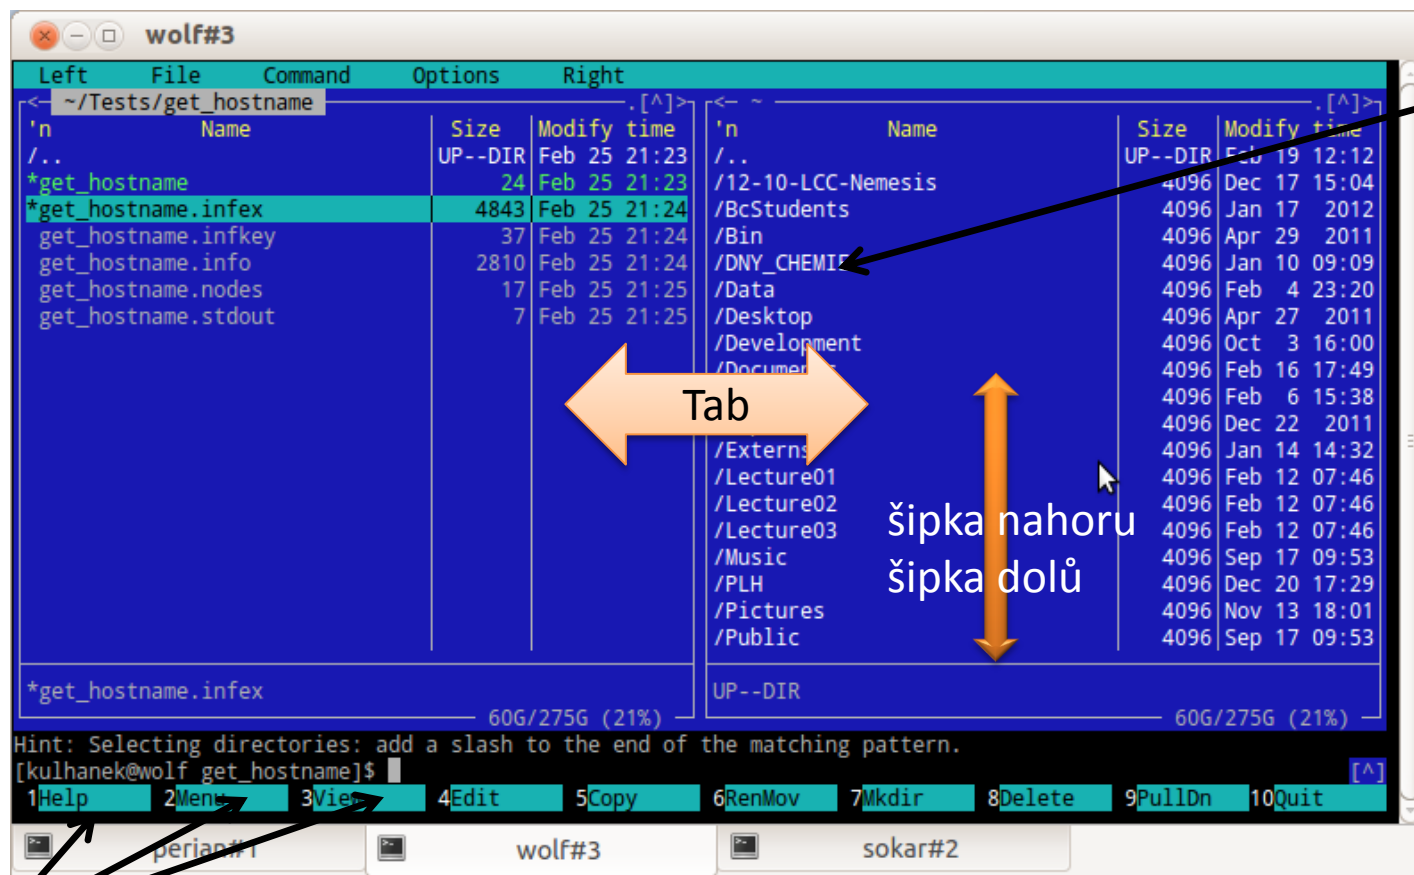 wolf#3
Left File Command Options Right
<- ~/Tests/get_hostname .[^]> <- ~ .[^]>
'n Name Size Modify time 'n Name Size Modify time
/.. UP--DIR Feb 25 21:23 /.. UP--DIR Feb 19 12:12
*get_hostname 24 Feb 25 21:23 /12-10-LCC-Nemesis 4096 Dec 17 15:04
*get_hostname.infex 4843 Feb 25 21:24 /BcStudents 4096 Jan 17 2012
get_hostname.infkey 37 Feb 25 21:24 /Bin 4096 Apr 29 2011
get_hostname.info 2810 Feb 25 21:24 /DNY_CHEMIE 4096 Jan 10 09:09
get_hostname.nodes 17 Feb 25 21:25 /Data 4096 Feb 4 23:20
get_hostname.stdout 7 Feb 25 21:25 /Desktop 4096 Apr 27 2011
/Development 4096 Oct 3 16:00
/Documents 4096 Feb 16 17:49
Tab
4096 Feb 6 15:38
4096 Dec 22 2011
/Externs 4096 Jan 14 14:32
/Lecture01 4096 Feb 12 07:46
/Lecture02 4096 Feb 12 07:46
/Lecture03 4096 Feb 12 07:46
šipka nahoru
šipka dolů
/Music 4096 Sep 17 09:53
/PLH 4096 Dec 20 17:29
/Pictures 4096 Nov 13 18:01
/Public 4096 Sep 17 09:53
*get_hostname.infex UP--DIR
60G/275G (21%) 60G/275G (21%)
Hint: Selecting directories: add a slash to the end of the matching pattern.
[kulhanek@wolf get_hostname]$ [^]
1Help 2Menu 3View 4Edit 5Copy 6RenMov 7Mkdir 8Delete 9PullDn 10Quit
perian#1 wolf#3 sokar#2